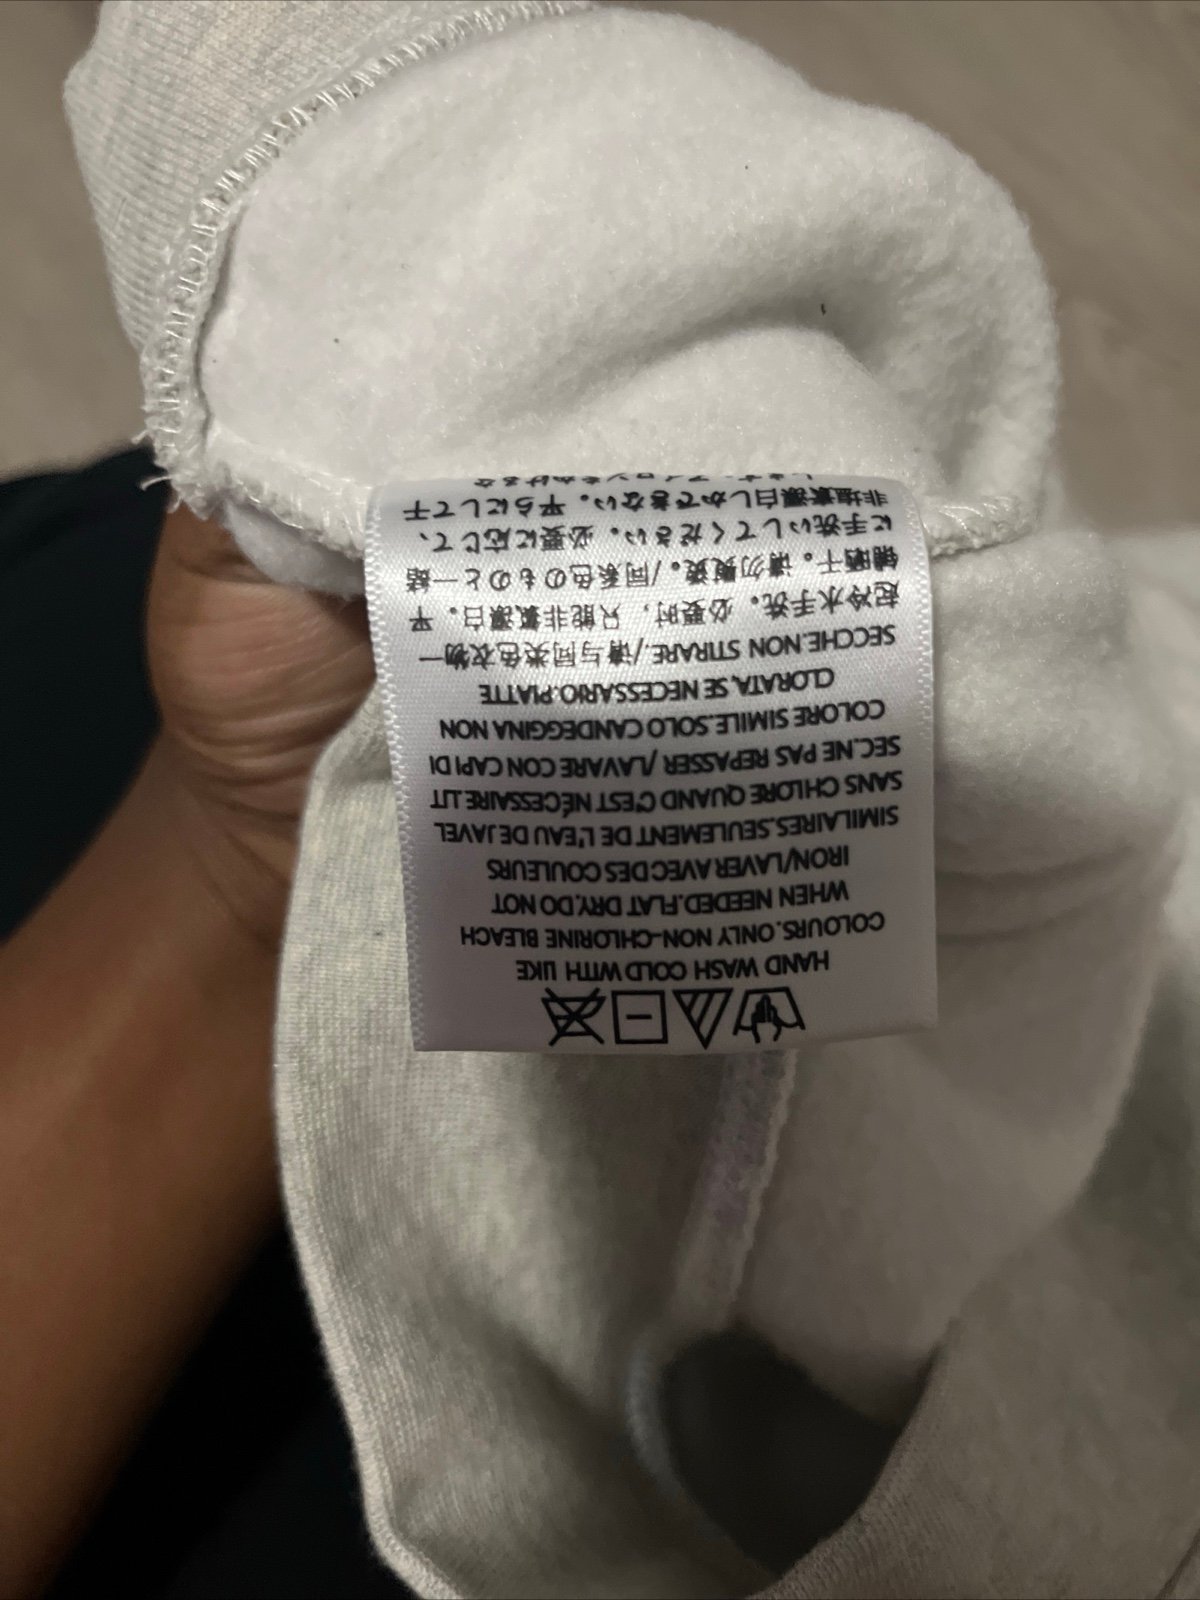 HAND WASH COLD WITH LIKE
COLOURS.ONLY NON-CHLORINE BLEACH
WHEN NEEDED.FLAT DRY.DO NOT
IRON/LAVER AVEC DES COULEURS
SIMILAIRES.SEULEMENT DE L'EAU DE JAVEL
SANS CHLORE QUAND C'EST NÉCESSAIRE.LIT
SEC.NE PAS REPASSER/LAVARE CON CAPI DI
COLORE SIMILE.SOLO CANDEGGINA NON
CLORATA,SE NECESSARIO.PIATTE
SECCHE.NON STIRARE./请与同类色衣物一
起冷水手洗。必要时，只能非氯漂白。平
铺晒干。请勿熨烫。/同系色のものと一緒
に手洗いしてください。必要に応じて、
非塩素漂白しかできない。平らにして干